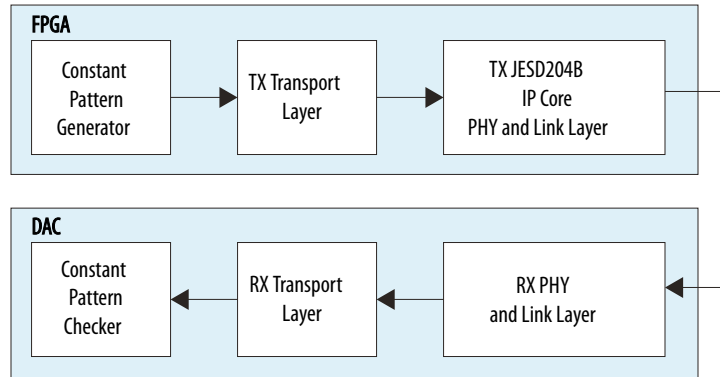 FPGA
Constant
Pattern
Generator
TX Transport
Layer
TX JESD204B
IP Core
PHY and Link Layer
DAC
Constant
Pattern
Checker
RX Transport
Layer
RX PHY
and Link Layer